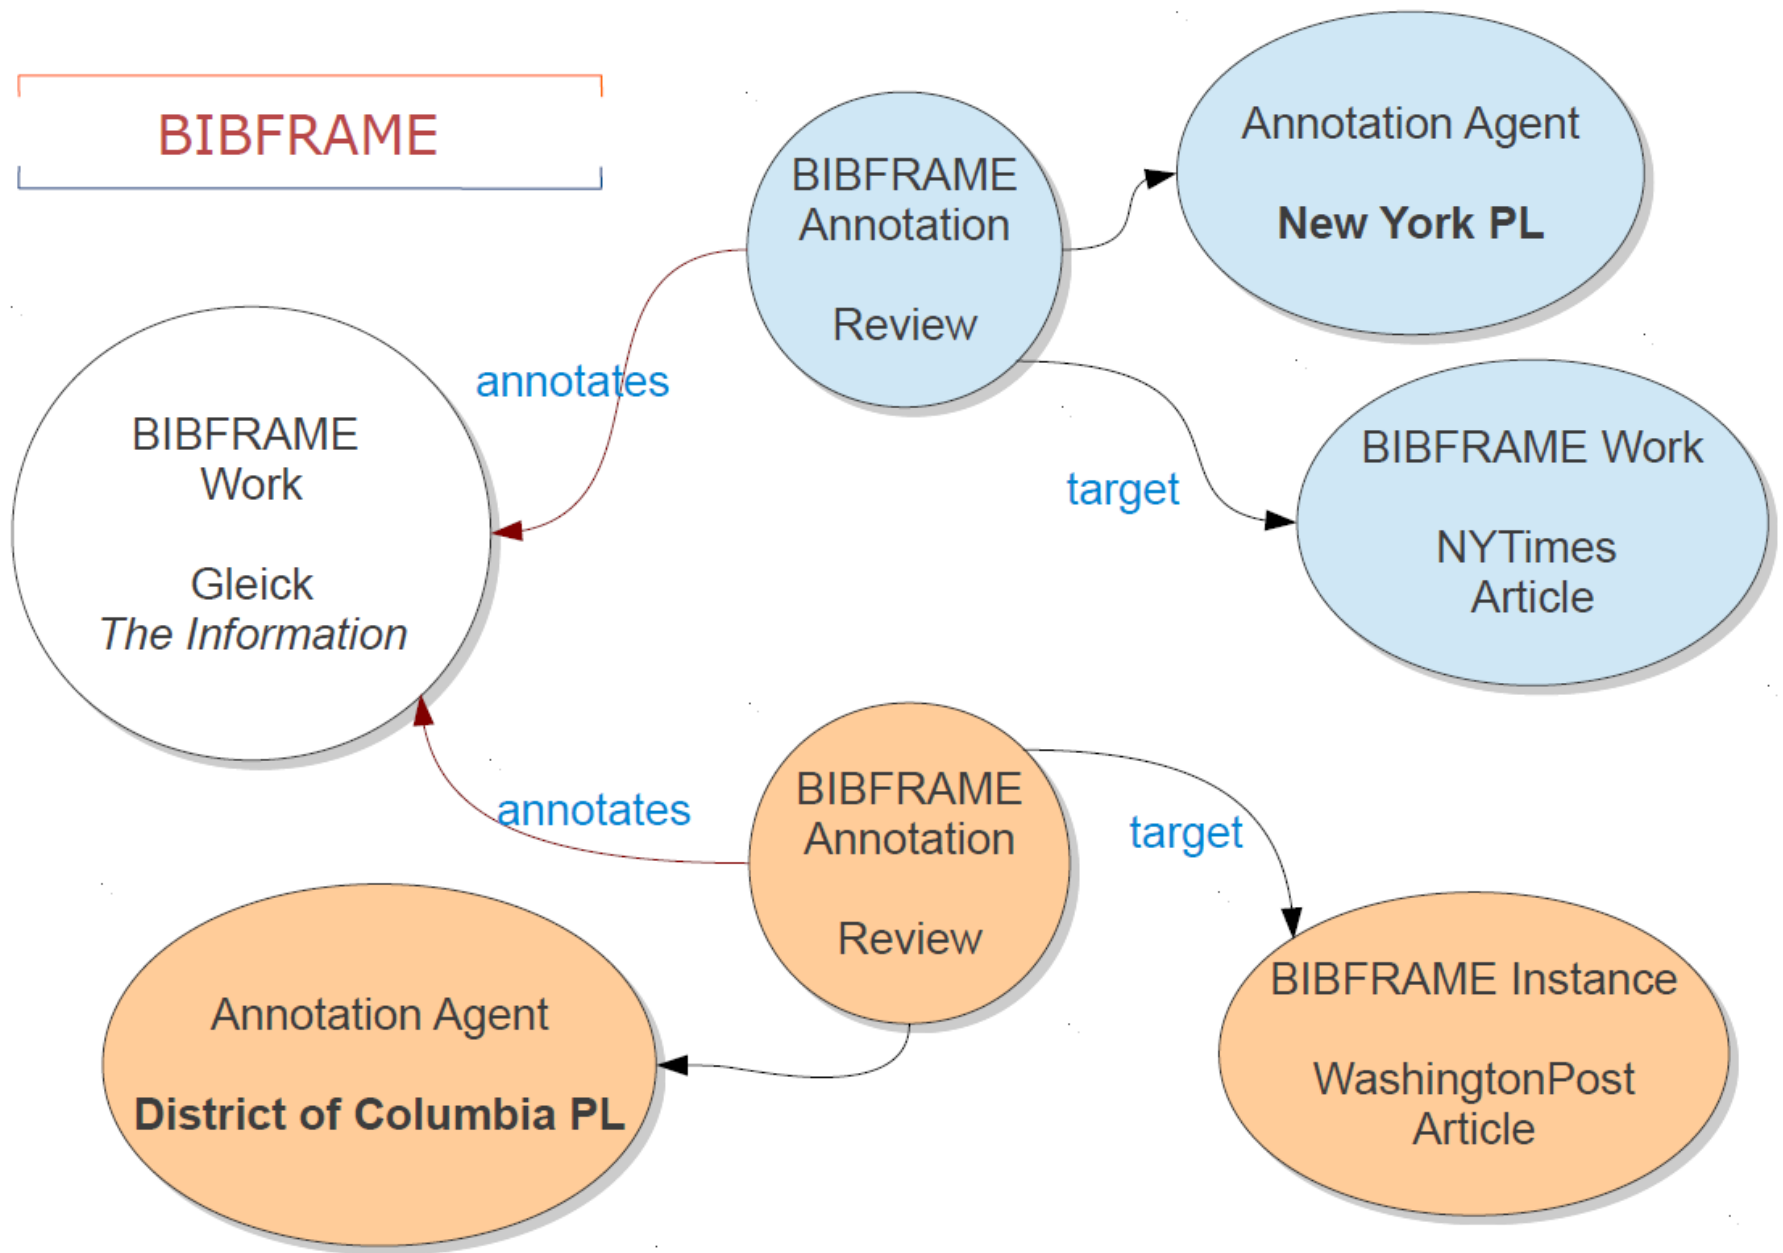 BIBFRAME
BIBFRAME
Annotation
Review
Annotation Agent
New York PL
annotates
BIBFRAME
Work
Gleick
The Information
target
BIBFRAME Work
NYTimes
Article
annotates
BIBFRAME
Annotation
Review
target
Annotation Agent
District of Columbia PL
BIBFRAME Instance
WashingtonPost
Article